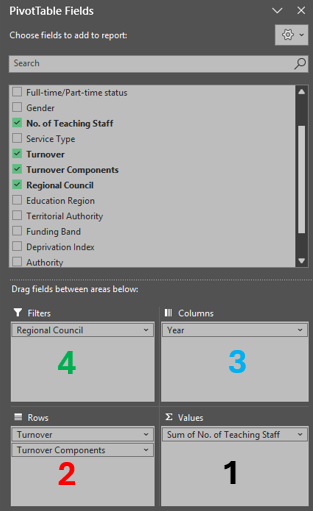 PivotTable Fields
Choose fields to add to report:
Search
Full-time/Part-time status
Gender
No. of Teaching Staff
Service Type
Turnover
Turnover Components
Regional Council
Education Region
Territorial Authority
Funding Band
Deprivation Index
Authority
Drag fields between areas below:
Filters
Columns
Regional Council
Year
4
3
Rows
Σ Values
Turnover
Sum of No. of Teaching Staff
Turnover Components
2
1